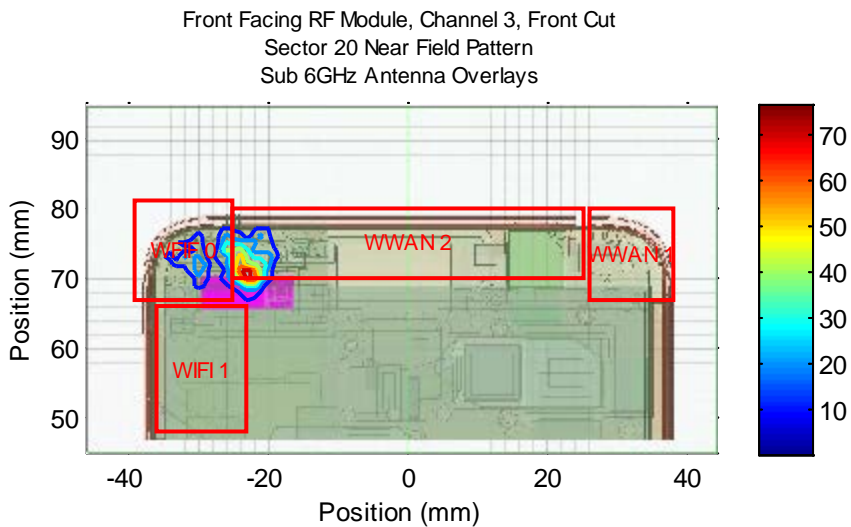 Front Facing RF Module, Channel 3, Front Cut
Sector 20 Near Field Pattern
Sub 6GHz Antenna Overlays
90
80
70
60
50
Position (mm)
WIFI 0
WWAN 2
WWAN 1
WIFI 1
-40
-20
0
20
40
Position (mm)
70
60
50
40
30
20
10